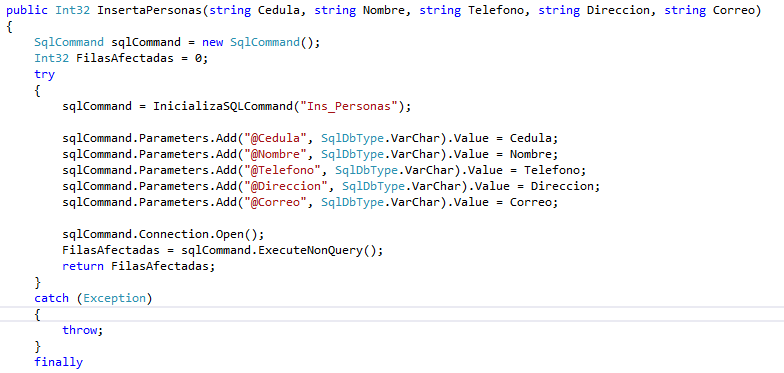 public Int32 InsertaPersonas(string Cedula, string Nombre, string Telefono, string Direccion, string Correo)
{
    SqlCommand sqlCommand = new SqlCommand();
    Int32 FilasAfectadas = 0;
    try
    {
        sqlCommand = InicializaSQLCommand("Ins_Personas");

        sqlCommand.Parameters.Add("@Cedula", SqlDbType.VarChar).Value = Cedula;
        sqlCommand.Parameters.Add("@Nombre", SqlDbType.VarChar).Value = Nombre;
        sqlCommand.Parameters.Add("@Telefono", SqlDbType.VarChar).Value = Telefono;
        sqlCommand.Parameters.Add("@Direccion", SqlDbType.VarChar).Value = Direccion;
        sqlCommand.Parameters.Add("@Correo", SqlDbType.VarChar).Value = Correo;

        sqlCommand.Connection.Open();
        FilasAfectadas = sqlCommand.ExecuteNonQuery();
        return FilasAfectadas;
    }
    catch (Exception)
    {
        throw;
    }
    finally